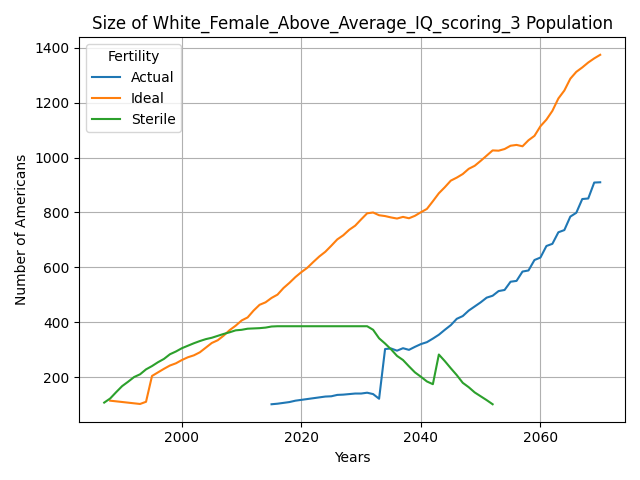 Size of White_Female_Above_Average_IQ_scoring_3 Population
Fertility
Actual
Ideal
Sterile
Number of Americans
1400
1200
1000
800
600
400
200
2000
2020
2040
2060
Years